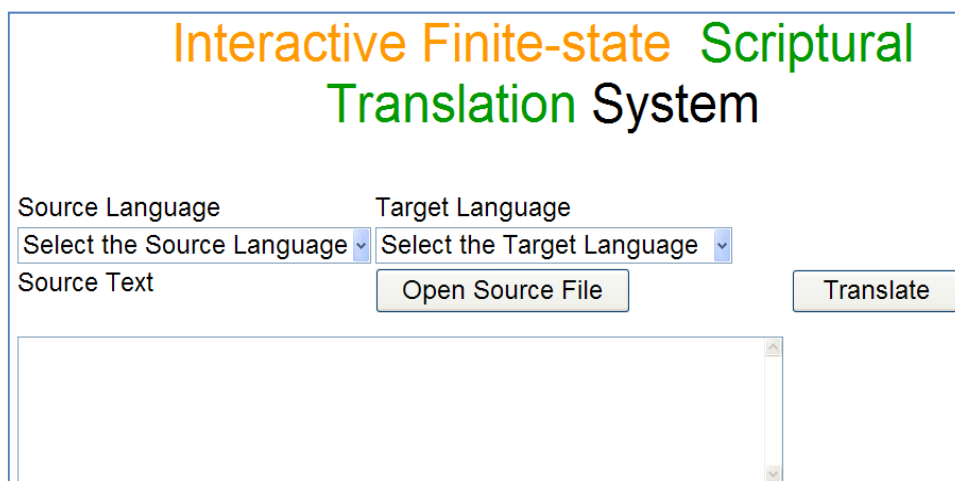 Interactive Finite-state Scriptural
Translation System
Source Language Target Language
Select the Source Language Select the Target Language
Source Text Open Source File Translate